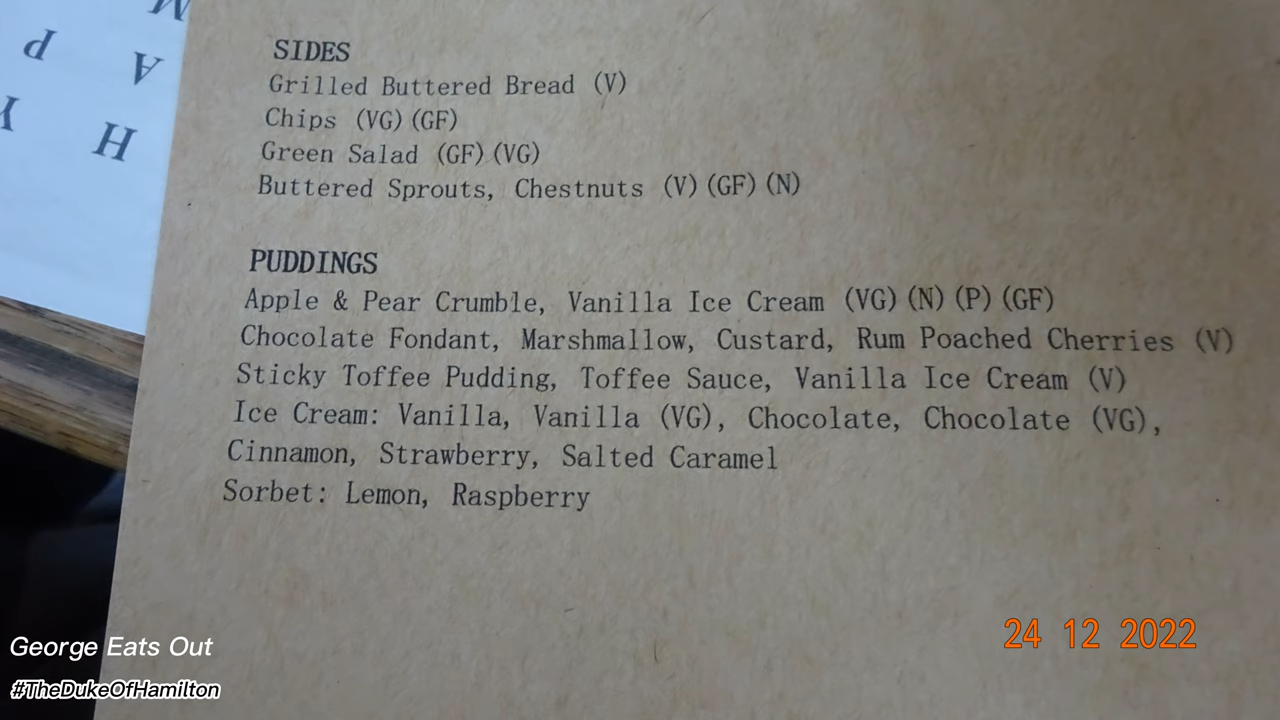 M
P A
Y H
SIDES
Grilled Buttered Bread (V)
Chips (VG)(GF)
Green Salad (GF)(VG)
Buttered Sprouts, Chestnuts (V)(GF)(N)
PUDDINGS
Apple & Pear Crumble, Vanilla Ice Cream (VG)(N)(P)(GF)
Chocolate Fondant, Marshmallow, Custard, Rum Poached Cherries (V)
Sticky Toffee Pudding, Toffee Sauce, Vanilla Ice Cream (V)
Ice Cream: Vanilla, Vanilla (VG), Chocolate, Chocolate (VG),
Cinnamon, Strawberry, Salted Caramel
Sorbet: Lemon, Raspberry
24 12 2022
George Eats Out
#TheDukeOfHamilton